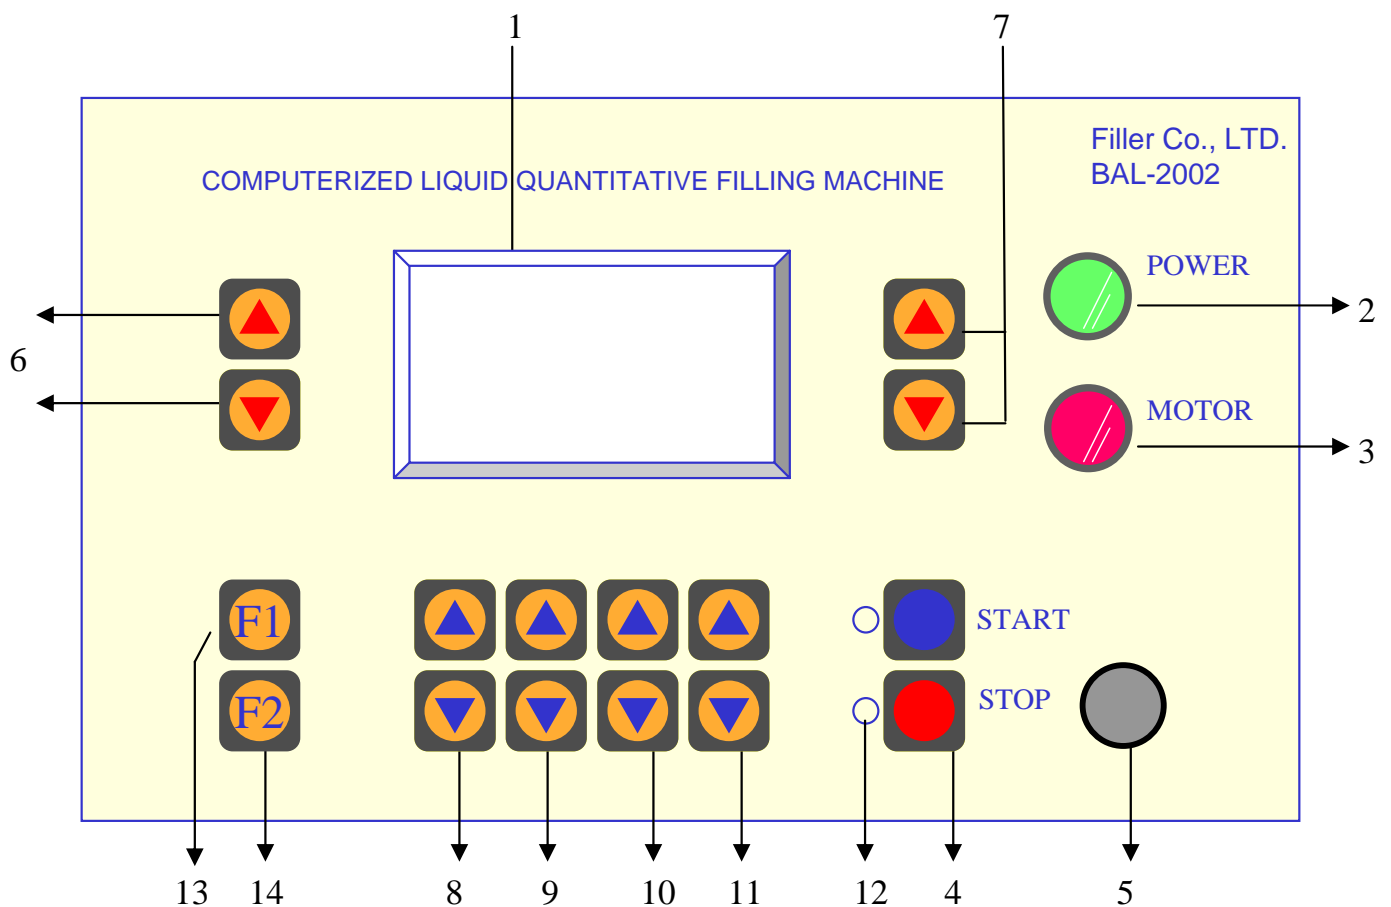 1
7
Filler Co., LTD.
COMPUTERIZED LIQUID QUANTITATIVE FILLING MACHINE
BAL-2002
POWER
2
6
MOTOR
3
F1
START
F2
STOP
13
14
8
9
10
11
12
4
5